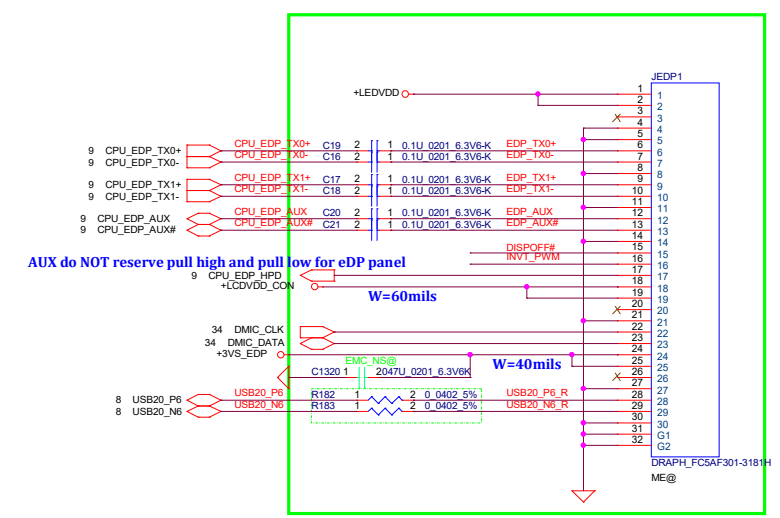 JEDP1
+LEDVDD
1 1
2 2
3 3
4 4
5 5
9 CPU_EDP_TX0+ CPU_EDP_TX0+ C19 2 1 0.1U_0201_6.3V6-K EDP_TX0+ 6 6
9 CPU_EDP_TX0- CPU_EDP_TX0- C16 2 1 0.1U_0201_6.3V6-K EDP_TX0- 7 7
8 8
9 CPU_EDP_TX1+ CPU_EDP_TX1+ C17 2 1 0.1U_0201_6.3V6-K EDP_TX1+ 9 9
9 CPU_EDP_TX1- CPU_EDP_TX1- C18 2 1 0.1U_0201_6.3V6-K EDP_TX1- 10 10
11 11
9 CPU_EDP_AUX CPU_EDP_AUX C20 2 1 0.1U_0201_6.3V6-K EDP_AUX 12 12
9 CPU_EDP_AUX# CPU_EDP_AUX# C21 2 1 0.1U_0201_6.3V6-K EDP_AUX# 13 13
14 14
DISPOFF# 15 15
INVT_PWM 16 16
AUX do NOT reserve pull high and pull low for eDP panel
9 CPU_EDP_HPD 17 17
+LCDVDD_CON 18 18
W=60mils
19 19
20 20
21 21
34 DMIC_CLK 22 22
34 DMIC_DATA 23 23
+3VS_EDP 24 24
EMC_NS@
W=40mils
25 25
C1320 1 2 047U_0201_6.3V6K 26 26
27 27
8 USB20_P6 USB20_P6 R182 1 2 0_0402_5% USB20_P6_R 28 28
8 USB20_N6 USB20_N6 R183 1 2 0_0402_5% USB20_N6_R 29 29
30 30
31 G1
32 G2
DRAPH_FC5AF301-3181H
ME@